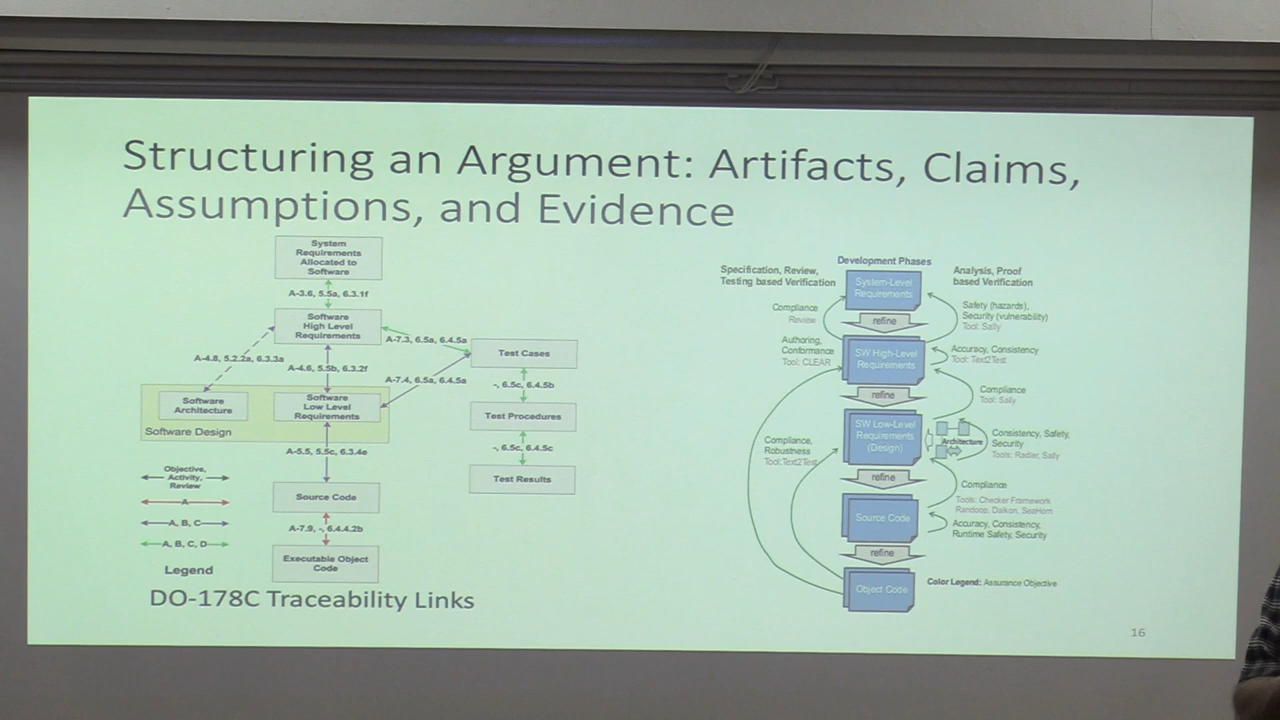 Structuring an Argument: Artifacts, Claims,
Assumptions, and Evidence
System
Requirements
Allocated to
Software
A-3.6, 5.5a, 6.3.1f
Software
High Level
Requirements
A-7.3, 6.5a, 6.4.5a
Test Cases
A-4.8, 5.2.2a, 6.3.3a
A-4.6, 5.5b, 6.3.2f
A-7.4, 6.5a, 6.4.5a
-, 6.5c, 6.4.5b
Software
Architecture
Software
Low Level
Requirements
Test Procedures
Software Design
A-5.5, 5.5c, 6.3.4e
-, 6.5c, 6.4.5c
Test Results
Objective,
Activity,
Review
A
A, B, C
A, B, C, D
Legend
Source Code
A-7.9, -, 6.4.4.2b
Executable Object
Code
DO-178C Traceability Links
Specification, Review,
Testing based Verification
Development Phases
Analysis, Proof
based Verification
System-Level
Requirements
Compliance
Review
refine
Safety (hazards),
Security (vulnerability)
Tool: Sally
Authoring,
Conformance
Tool: CLEAR
SW High-Level
Requirements
Accuracy, Consistency
Tool: Text2Test
refine
Compliance
Tool: Sally
Compliance,
Robustness
Tool: Text2Test
SW Low-Level
Requirements
(Design)
Architecture
Consistency, Safety,
Security
Tools: Radler, Sally
refine
Compliance
Tools: Checker Framework
Randoop, Daikon, SeaHorn
Source Code
Accuracy, Consistency,
Runtime Safety, Security
refine
Object Code
Color Legend: Assurance Objective
16